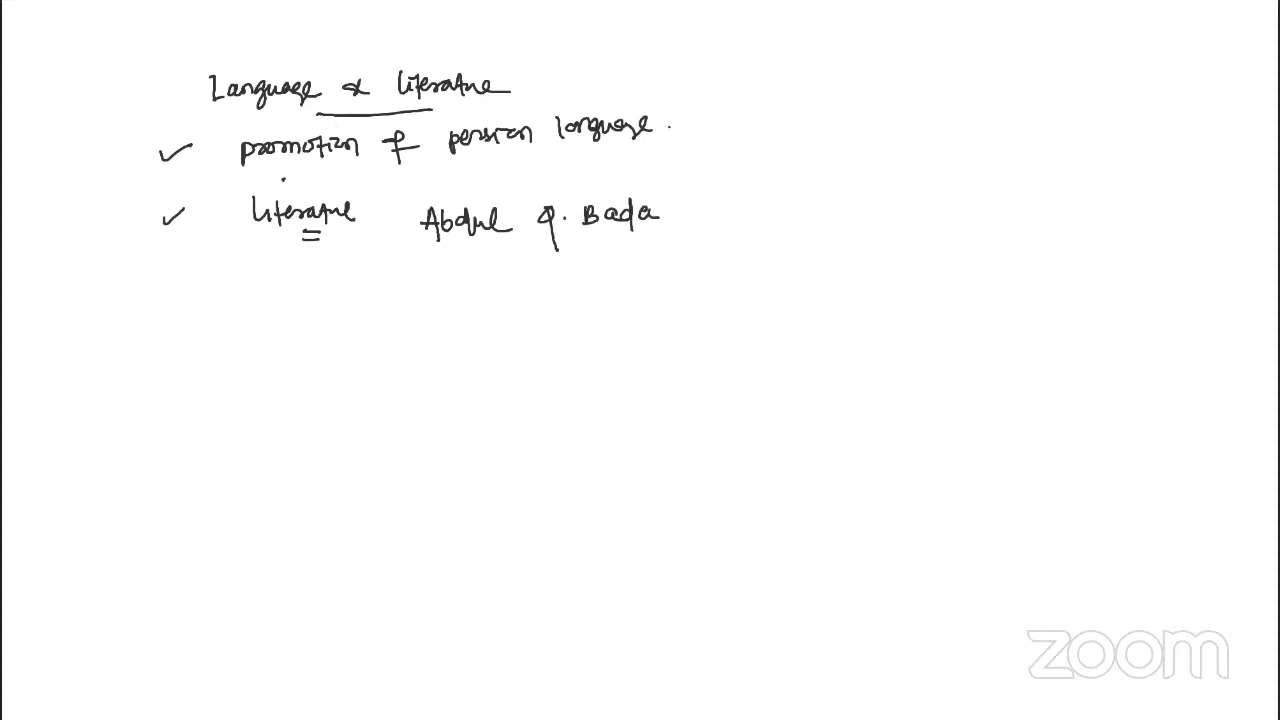 Language & Literature
✓ promotion of persian language.
✓ Literature Abdul Q. Bada
zoom